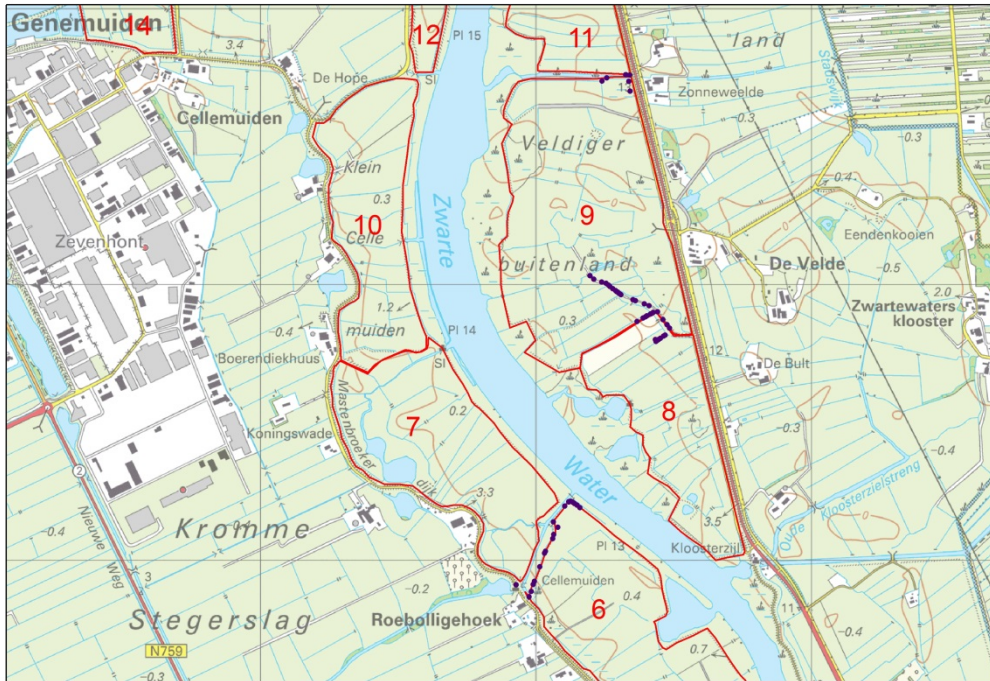 Genemuiden
14
12
Pl 15
11
land
3.4
De Hope
Sl
Stadswijk
Cellemuiden
Zonneweelde
-0.3
-0.4
Veldiger
Klein
0.3
Zwarte
10
9
Celle
Zevenhont
Eendenkooien
buitenland
De Velde
-0.5
2.0
Zwartewaters
klooster
-0.4
1.2
muiden
Pl 14
0.3
Boerendiekhuus
Sl
12
De Bult
Mastenbroeker
dijk
0.2
7
8
-0.3
Koningswade
-0.4
2
Water
3.3
3.5
Kloosterzijl
Oude Kloosterzielstreng
Kromme
-0.4
Nieuwe Weg
-0.4
Pl 13
3
-0.2
Cellemuiden
6
0.4
11
Roebolligehoek
Stegerslag
-0.4
N759
-0.3
0.7
-0.3